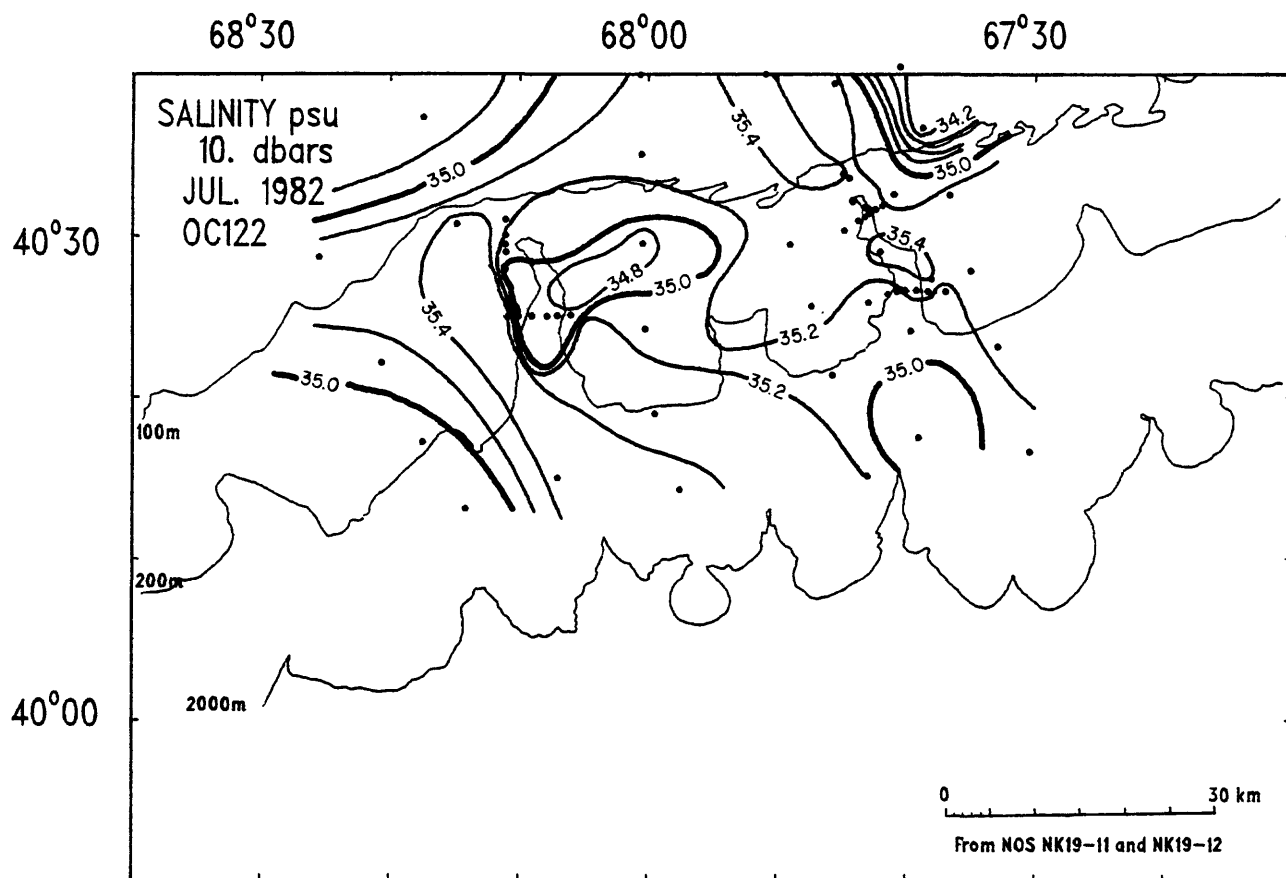 68°30 68°00 67°30
SALINITY psu
10. dbars
JUL. 1982
OC122
40°30
40°00
35.0
35.4
34.2
35.0
35.4
34.8
35.0
35.4
35.2
35.0
35.2
35.0
100m
200m
2000m
0 30 km
From NOS NK19-11 and NK19-12